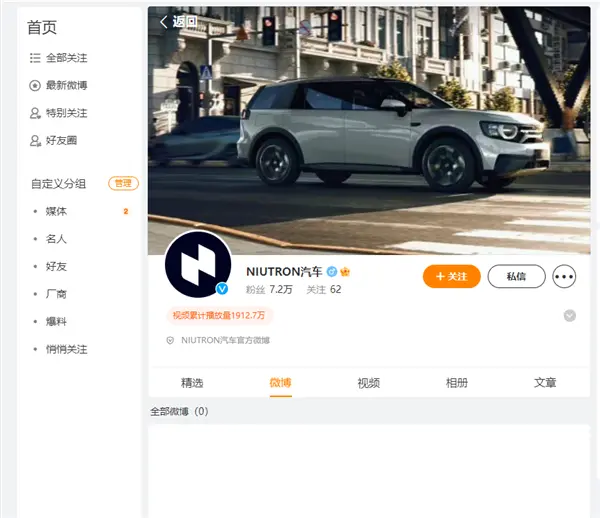 首页
全部关注
最新微博
特别关注
好友圈
自定义分组 管理
媒体 2
名人
好友
厂商
爆料
悄悄关注
返回
NIUTRON汽车
粉丝 7.2万 关注 62
+ 关注
私信
视频累计播放量1912.7万
NIUTRON汽车官方微博
精选 微博 视频 相册 文章
全部微博（0）